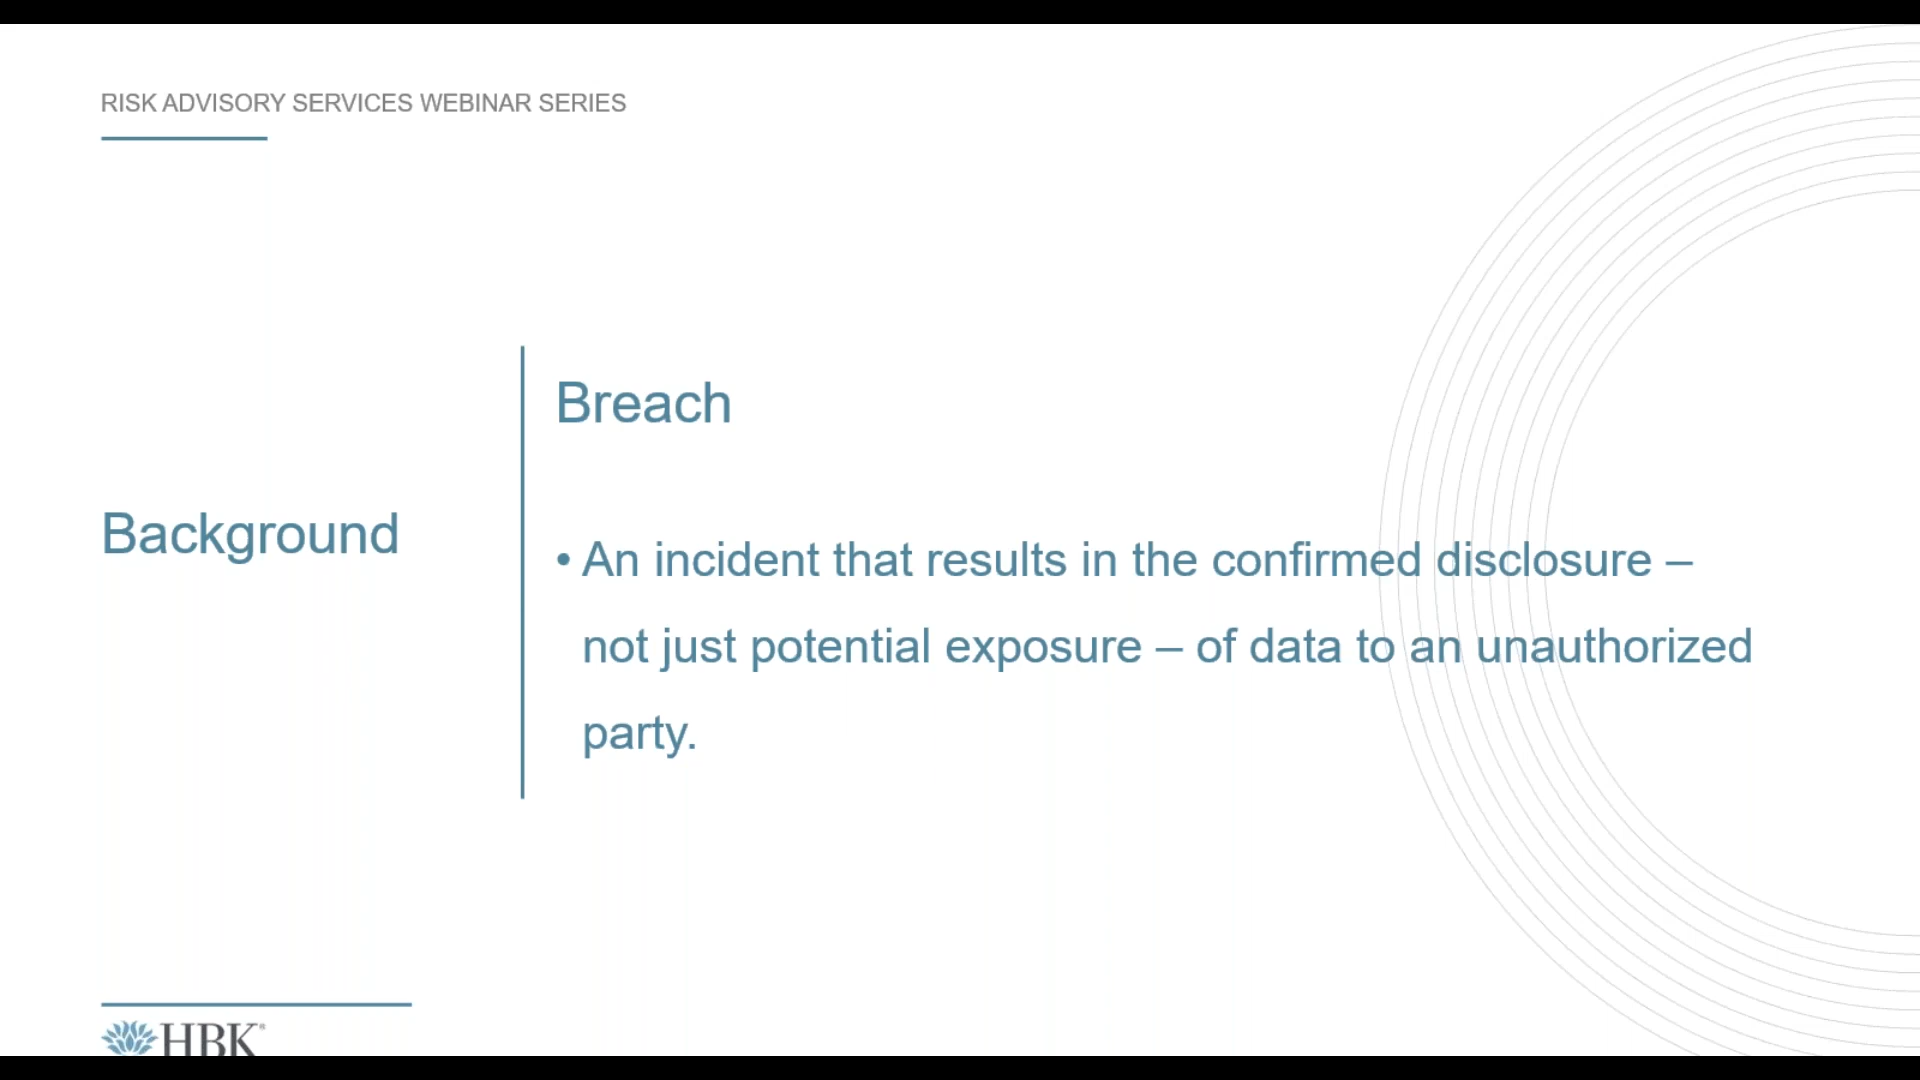 RISK ADVISORY SERVICES WEBINAR SERIES
Background
Breach
• An incident that results in the confirmed disclosure –
not just potential exposure – of data to an unauthorized
party.
HBK®